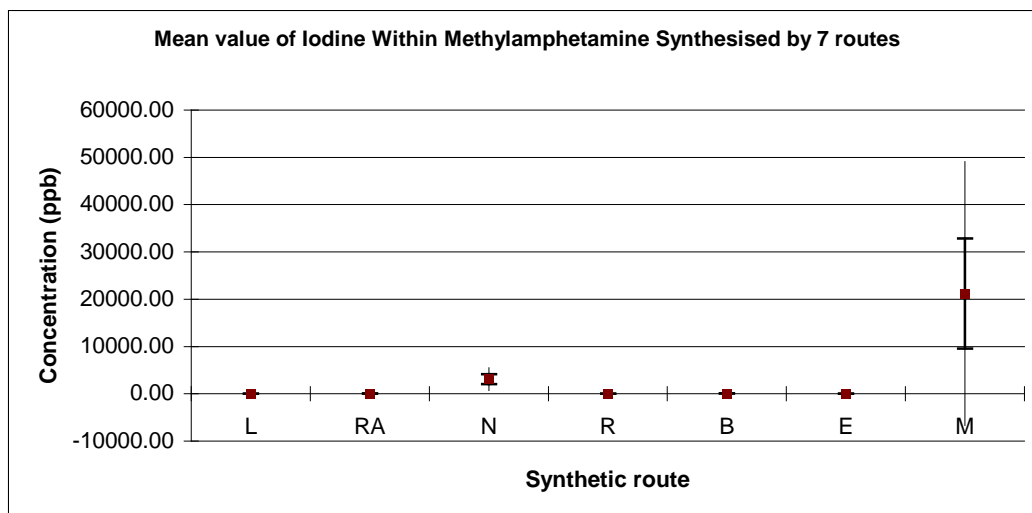 Mean value of Iodine Within Methylamphetamine Synthesised by 7 routes
60000.00
50000.00
40000.00
30000.00
20000.00
10000.00
0.00
-10000.00
Concentration (ppb)
L RA N R B E M
Synthetic route